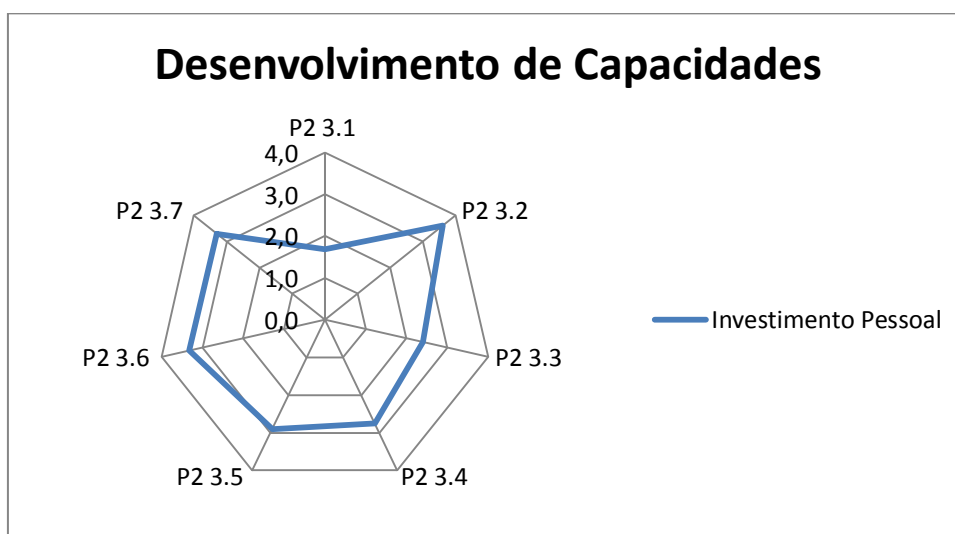 Desenvolvimento de Capacidades
P2 3.1
4,0
3,0
2,0
1,0
0,0
P2 3.2
P2 3.3
P2 3.4
P2 3.5
P2 3.6
P2 3.7
Investimento Pessoal